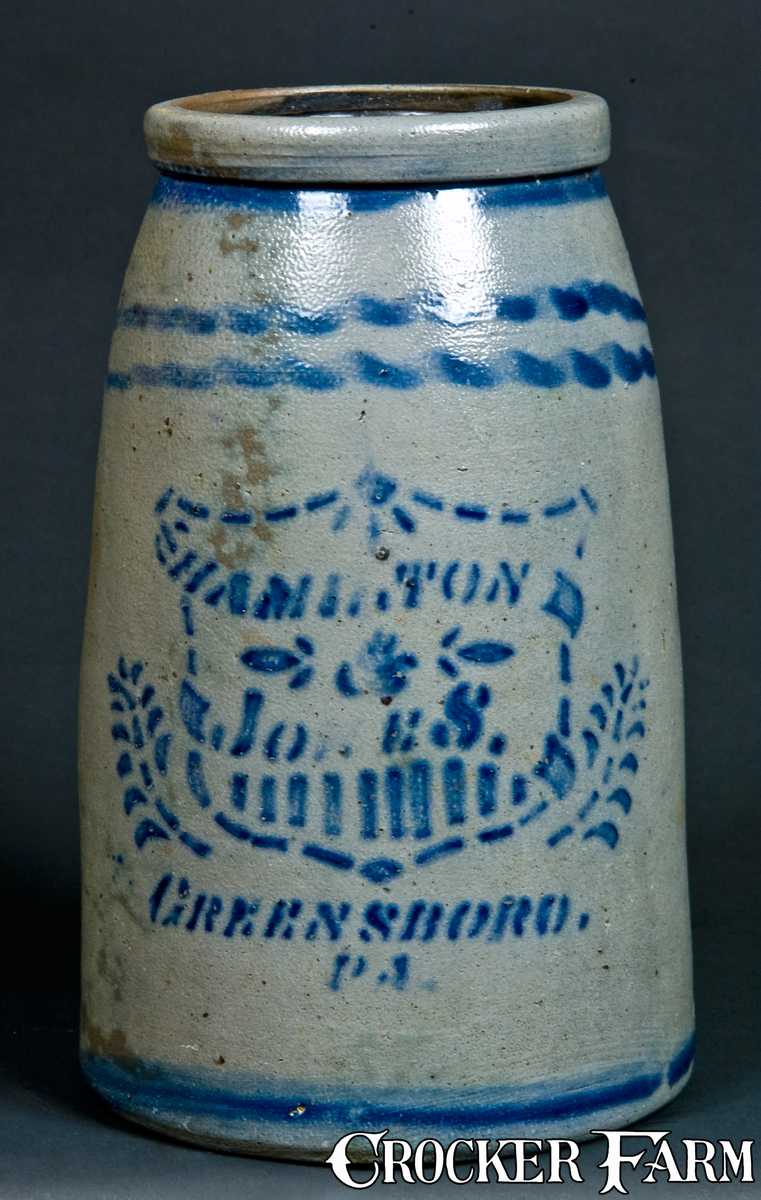 HAMILTON
&
JONES.
GREENSBORO,
PA.
CROCKER FARM